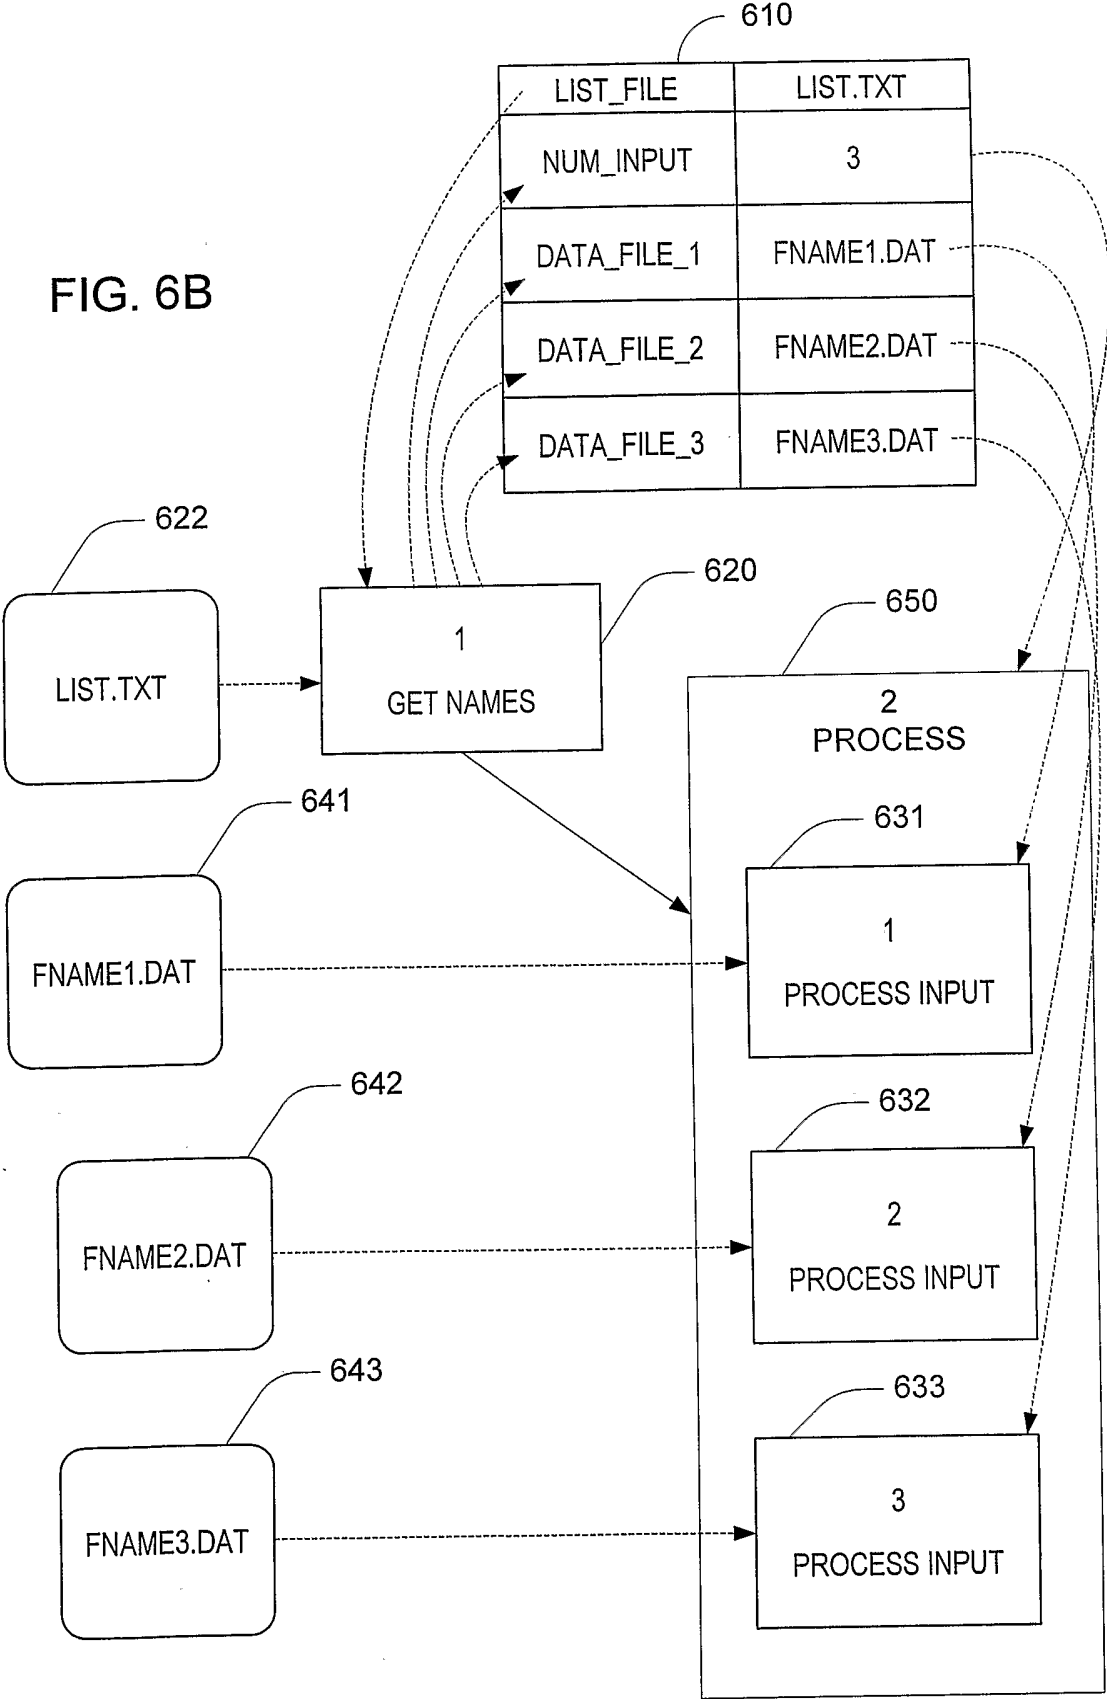 610
LIST_FILE LIST.TXT
NUM_INPUT 3
DATA_FILE_1 FNAME1.DAT
FIG. 6B
DATA_FILE_2 FNAME2.DAT
DATA_FILE_3 FNAME3.DAT
622
620
650
1
LIST.TXT
GET NAMES
2
PROCESS
641
631
1
FNAME1.DAT
PROCESS INPUT
642
632
2
FNAME2.DAT
PROCESS INPUT
643
633
3
FNAME3.DAT
PROCESS INPUT